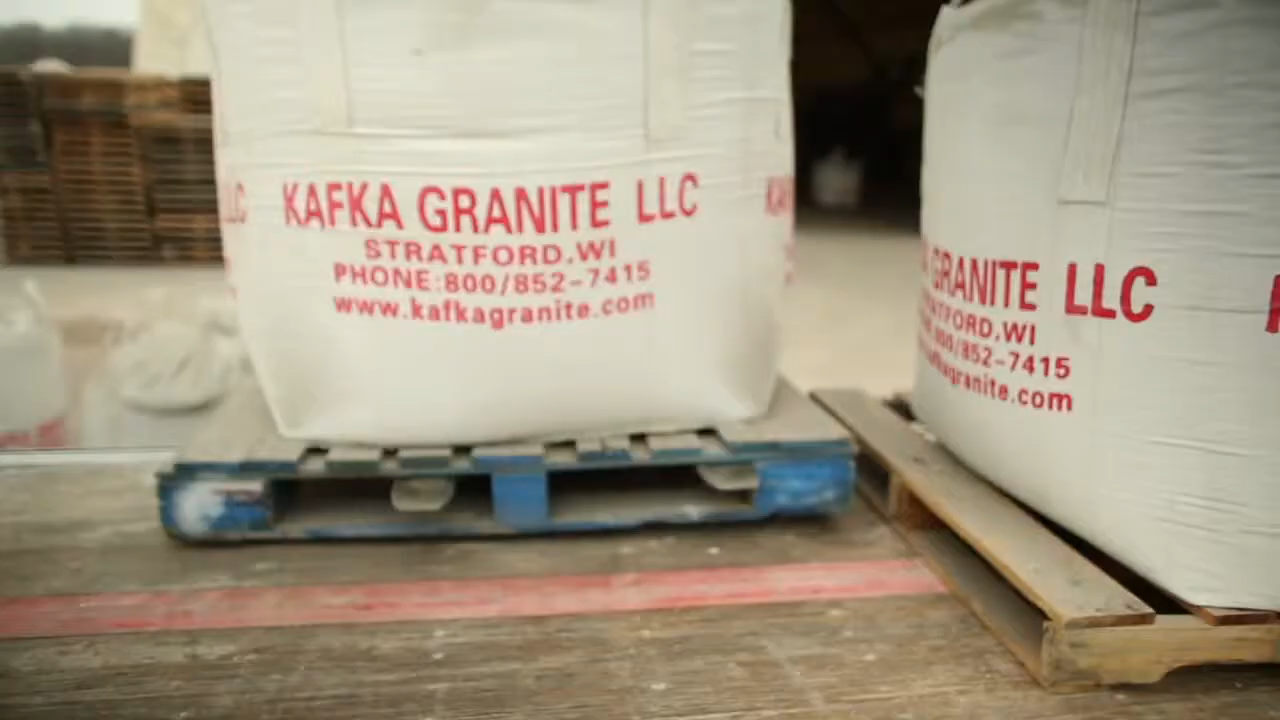 LLC
KAFKA GRANITE LLC
STRATFORD.WI
PHONE:800/852-7415
www.kafkagranite.com
GRANITE LLC
WI
800/852-7415
kafkagranite.com